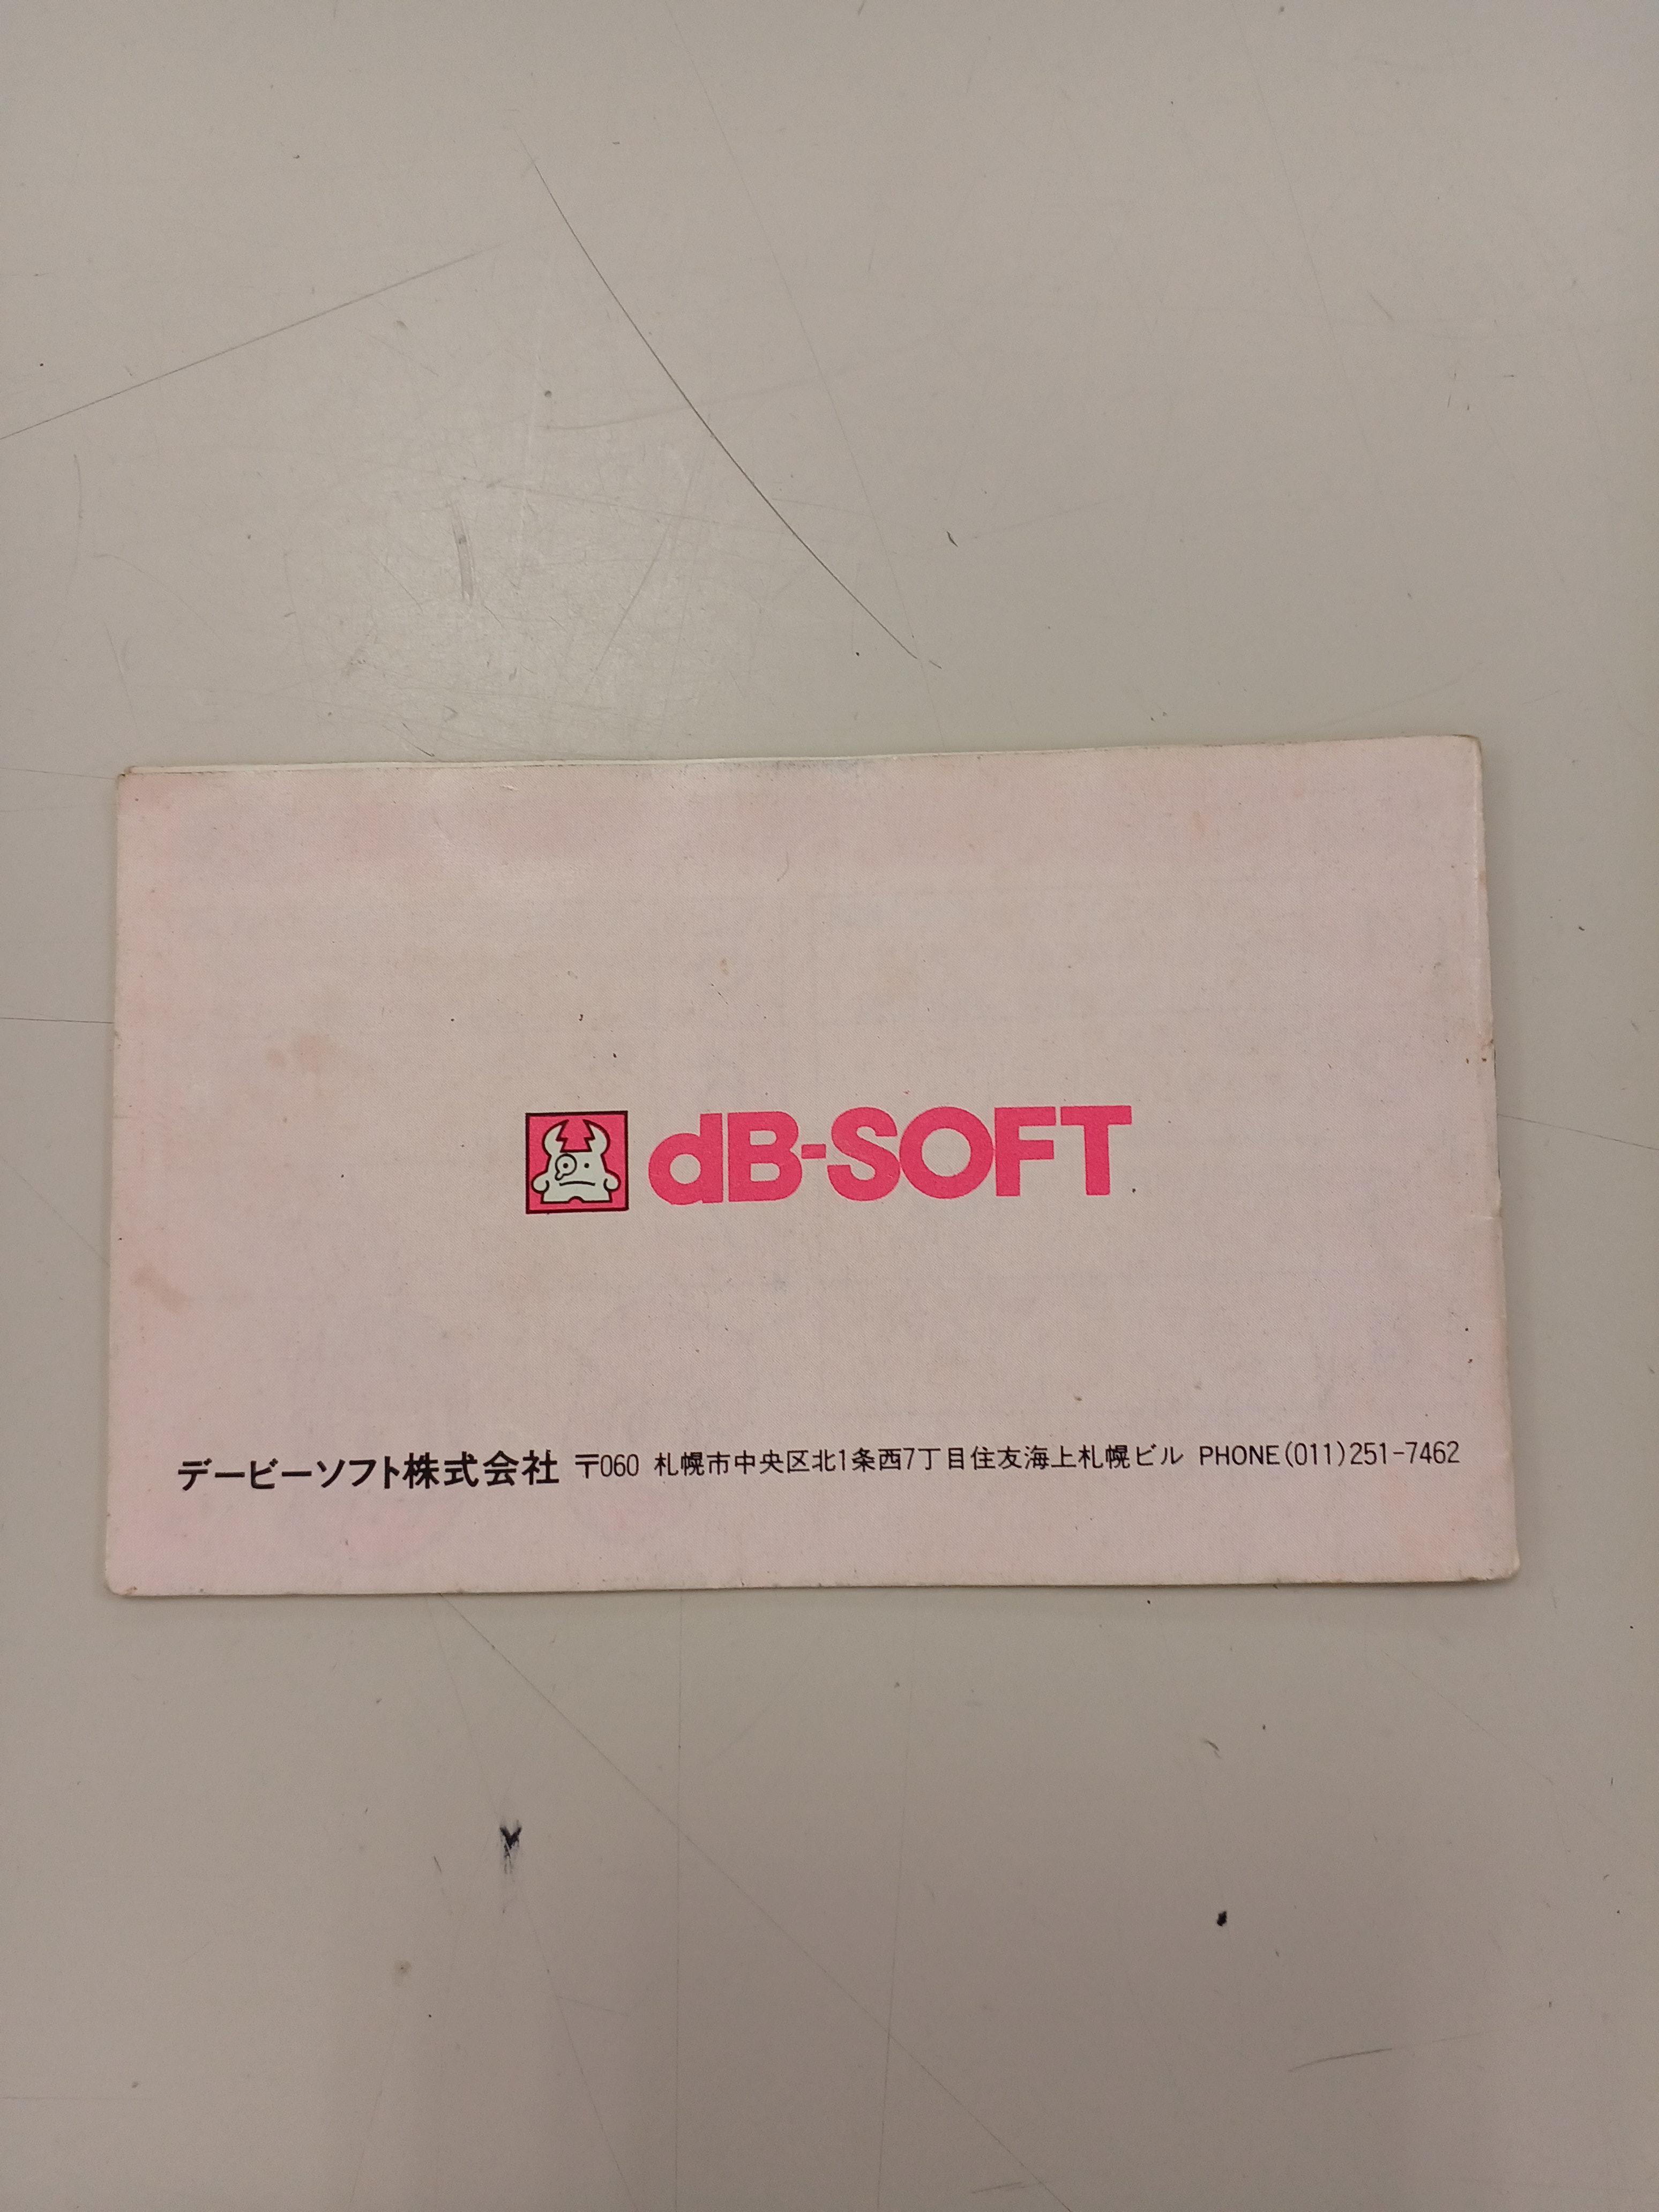 dB-SOFT
デービーソフト株式会社 〒060 札幌市中央区北1条西7丁目住友海上札幌ビル PHONE(011)251-7462